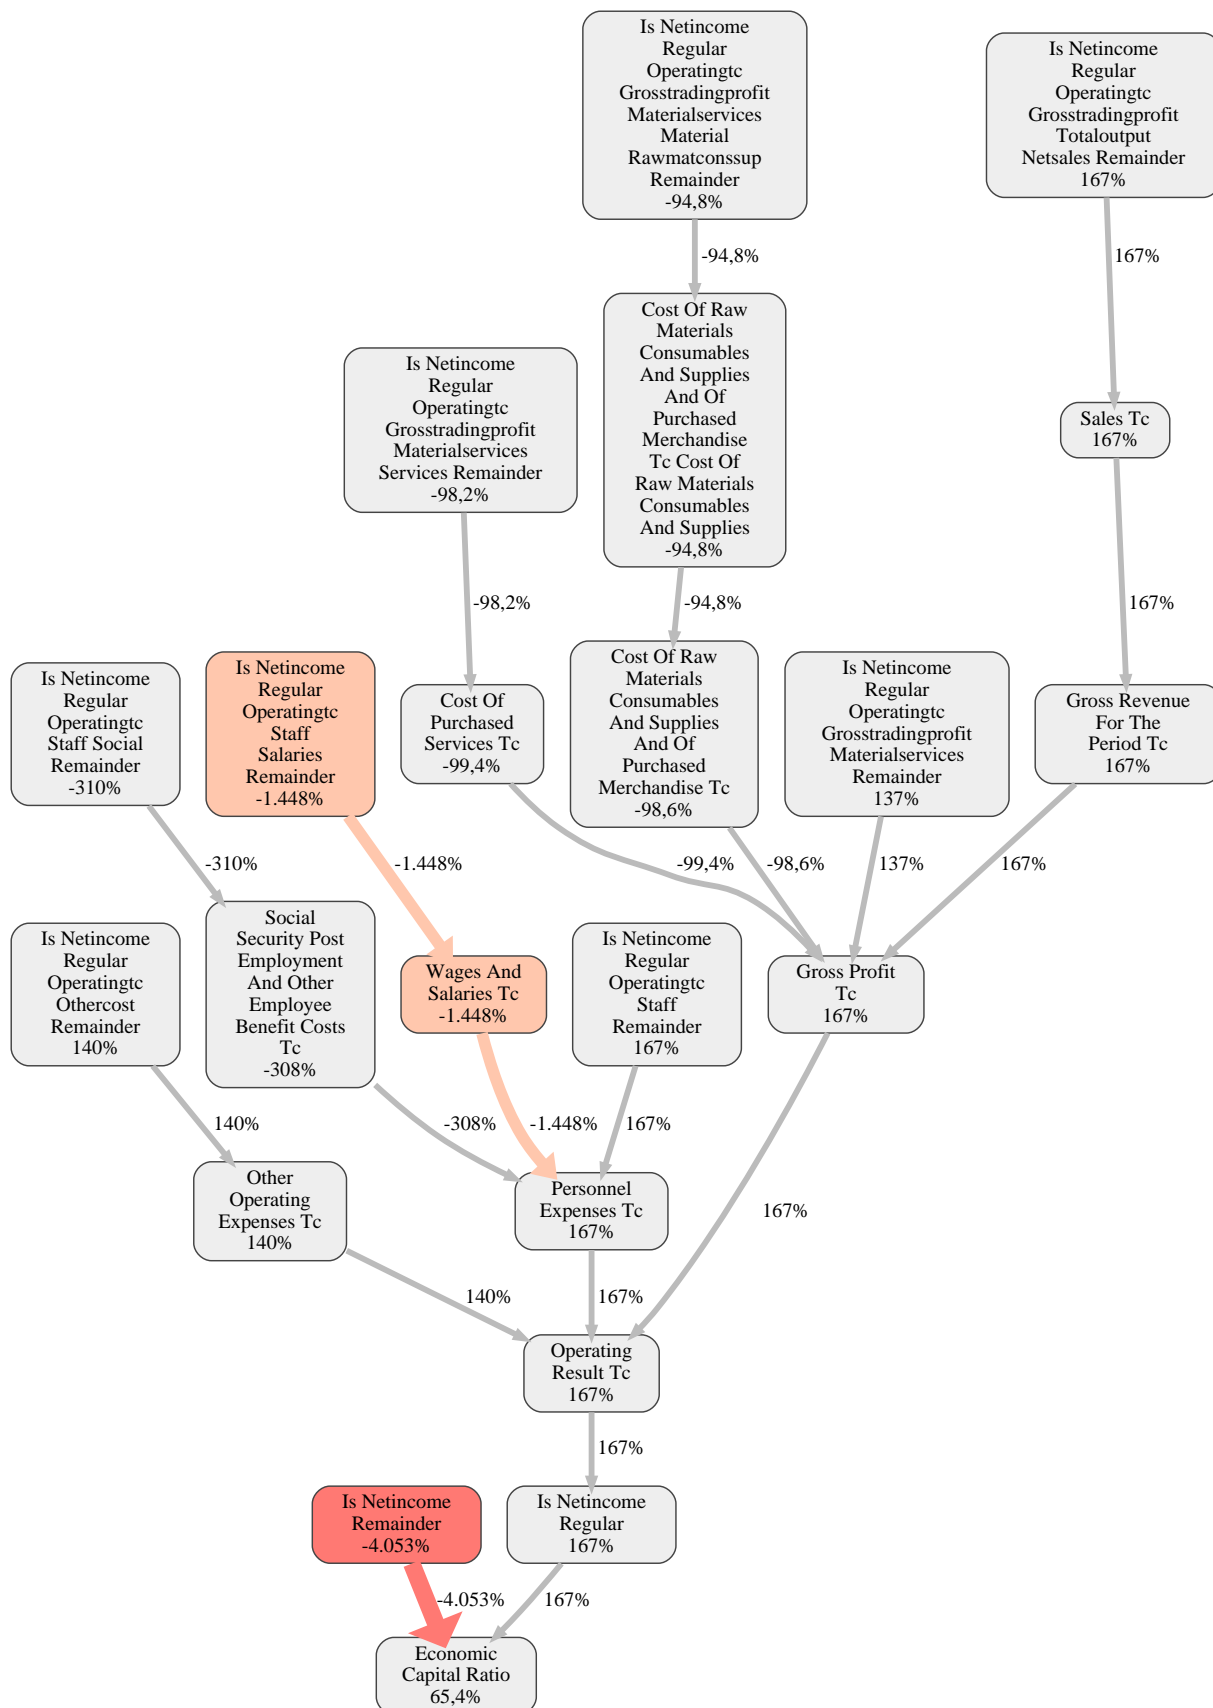 Is Netincome
Regular
Operatingtc
Grosstradingprofit
Materialservices
Material
Rawmatconssup
Remainder
-94,8%
Is Netincome
Regular
Operatingtc
Grosstradingprofit
Totaloutput
Netsales Remainder
167%
-94,8%
167%
Cost Of Raw
Materials
Consumables
And Supplies
And Of
Purchased
Merchandise
Tc Cost Of
Raw Materials
Consumables
And Supplies
-94,8%
Is Netincome
Regular
Operatingtc
Grosstradingprofit
Materialservices
Services Remainder
-98,2%
Sales Tc
167%
-98,2%
-94,8%
167%
Is Netincome
Regular
Operatingtc
Staff Social
Remainder
-310%
Is Netincome
Regular
Operatingtc
Staff
Salaries
Remainder
-1.448%
Cost Of
Purchased
Services Tc
-99,4%
Cost Of Raw
Materials
Consumables
And Supplies
And Of
Purchased
Merchandise Tc
-98,6%
Is Netincome
Regular
Operatingtc
Grosstradingprofit
Materialservices
Remainder
137%
Gross Revenue
For The
Period Tc
167%
-310%
-1.448%
-99,4%
-98,6%
137%
167%
Is Netincome
Regular
Operatingtc
Othercost
Remainder
140%
Social
Security Post
Employment
And Other
Employee
Benefit Costs
Tc
-308%
Wages And
Salaries Tc
-1.448%
Is Netincome
Regular
Operatingtc
Staff
Remainder
167%
Gross Profit
Tc
167%
140%
-308%
-1.448%
167%
167%
Other
Operating
Expenses Tc
140%
Personnel
Expenses Tc
167%
140%
167%
Operating
Result Tc
167%
167%
Is Netincome
Remainder
-4.053%
Is Netincome
Regular
167%
-4.053%
167%
Economic
Capital Ratio
65,4%